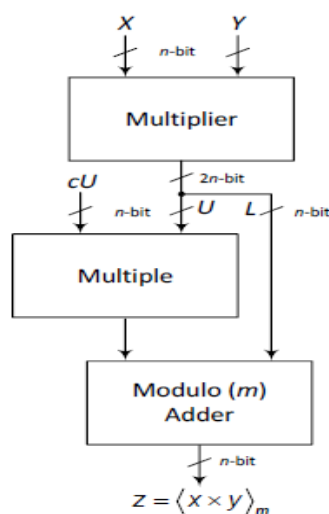 X Y
n-bit
Multiplier
2n-bit
cU n-bit U L n-bit
Multiple
Modulo (m)
Adder
n-bit
z = ⟨x × y⟩ₘ